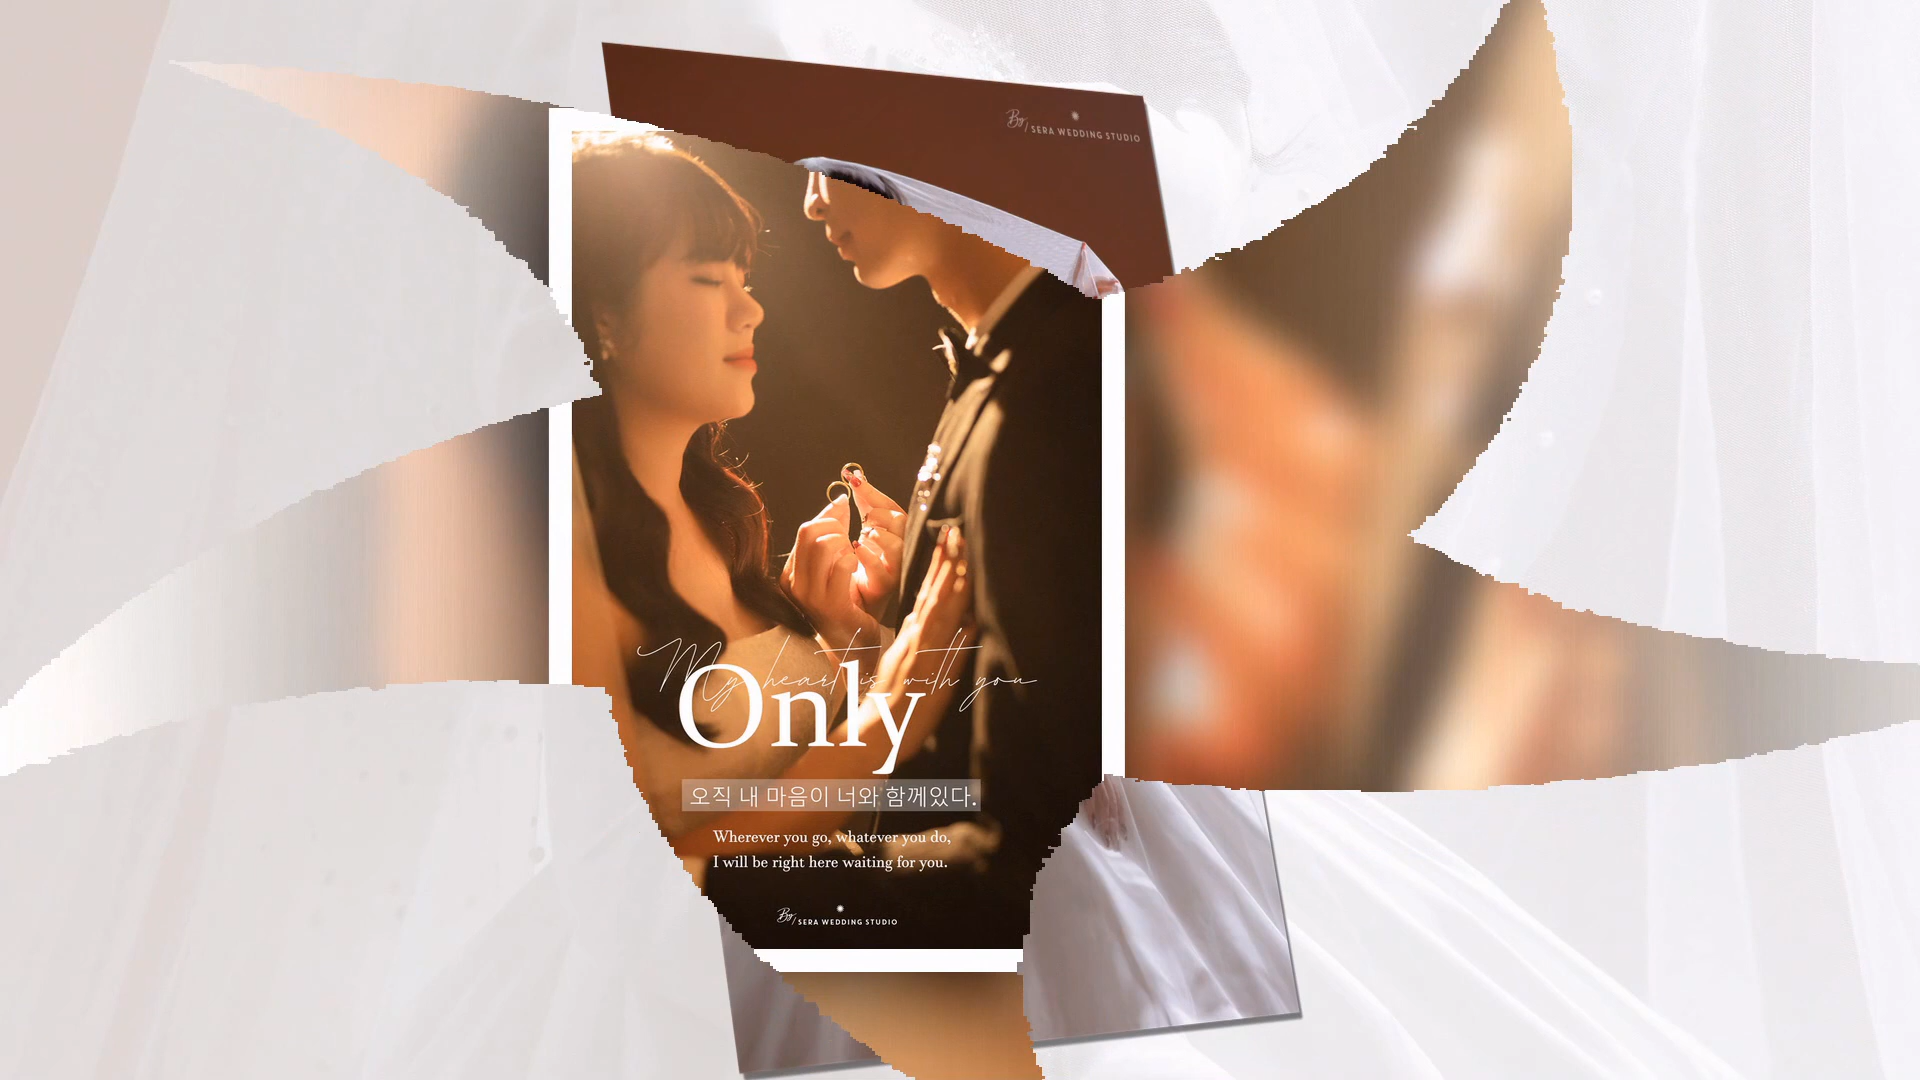 By/ SERA WEDDING STUDIO
My heart is with you
Only
오직 내 마음이 너와 함께있다.
Wherever you go, whatever you do,
I will be right here waiting for you.
By/ SERA WEDDING STUDIO